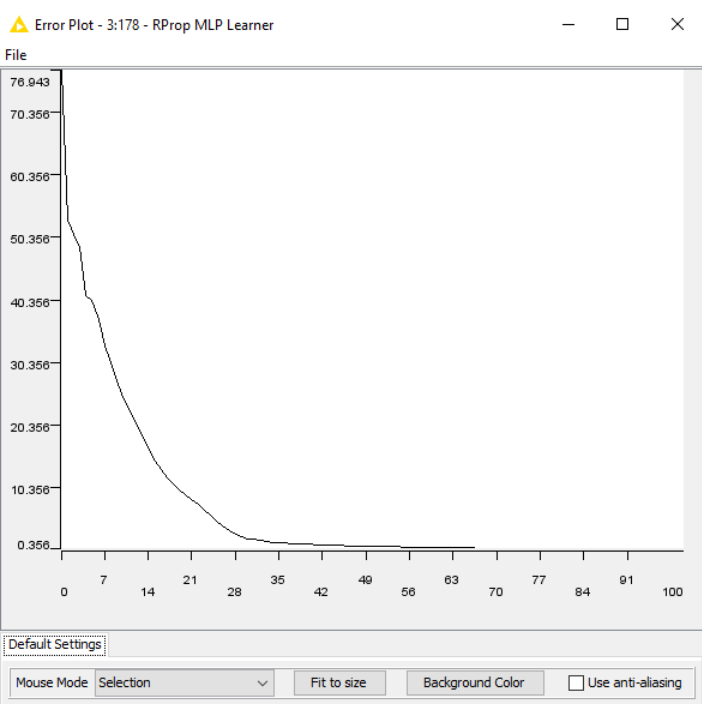 Error Plot - 3:178 - RProp MLP Learner
File
76.943
70.356
60.356
50.356
40.356
30.356
20.356
10.356
0.356
0 7 14 21 28 35 42 49 56 63 70 77 84 91 100
Default Settings
Mouse Mode Selection Fit to size Background Color Use anti-aliasing